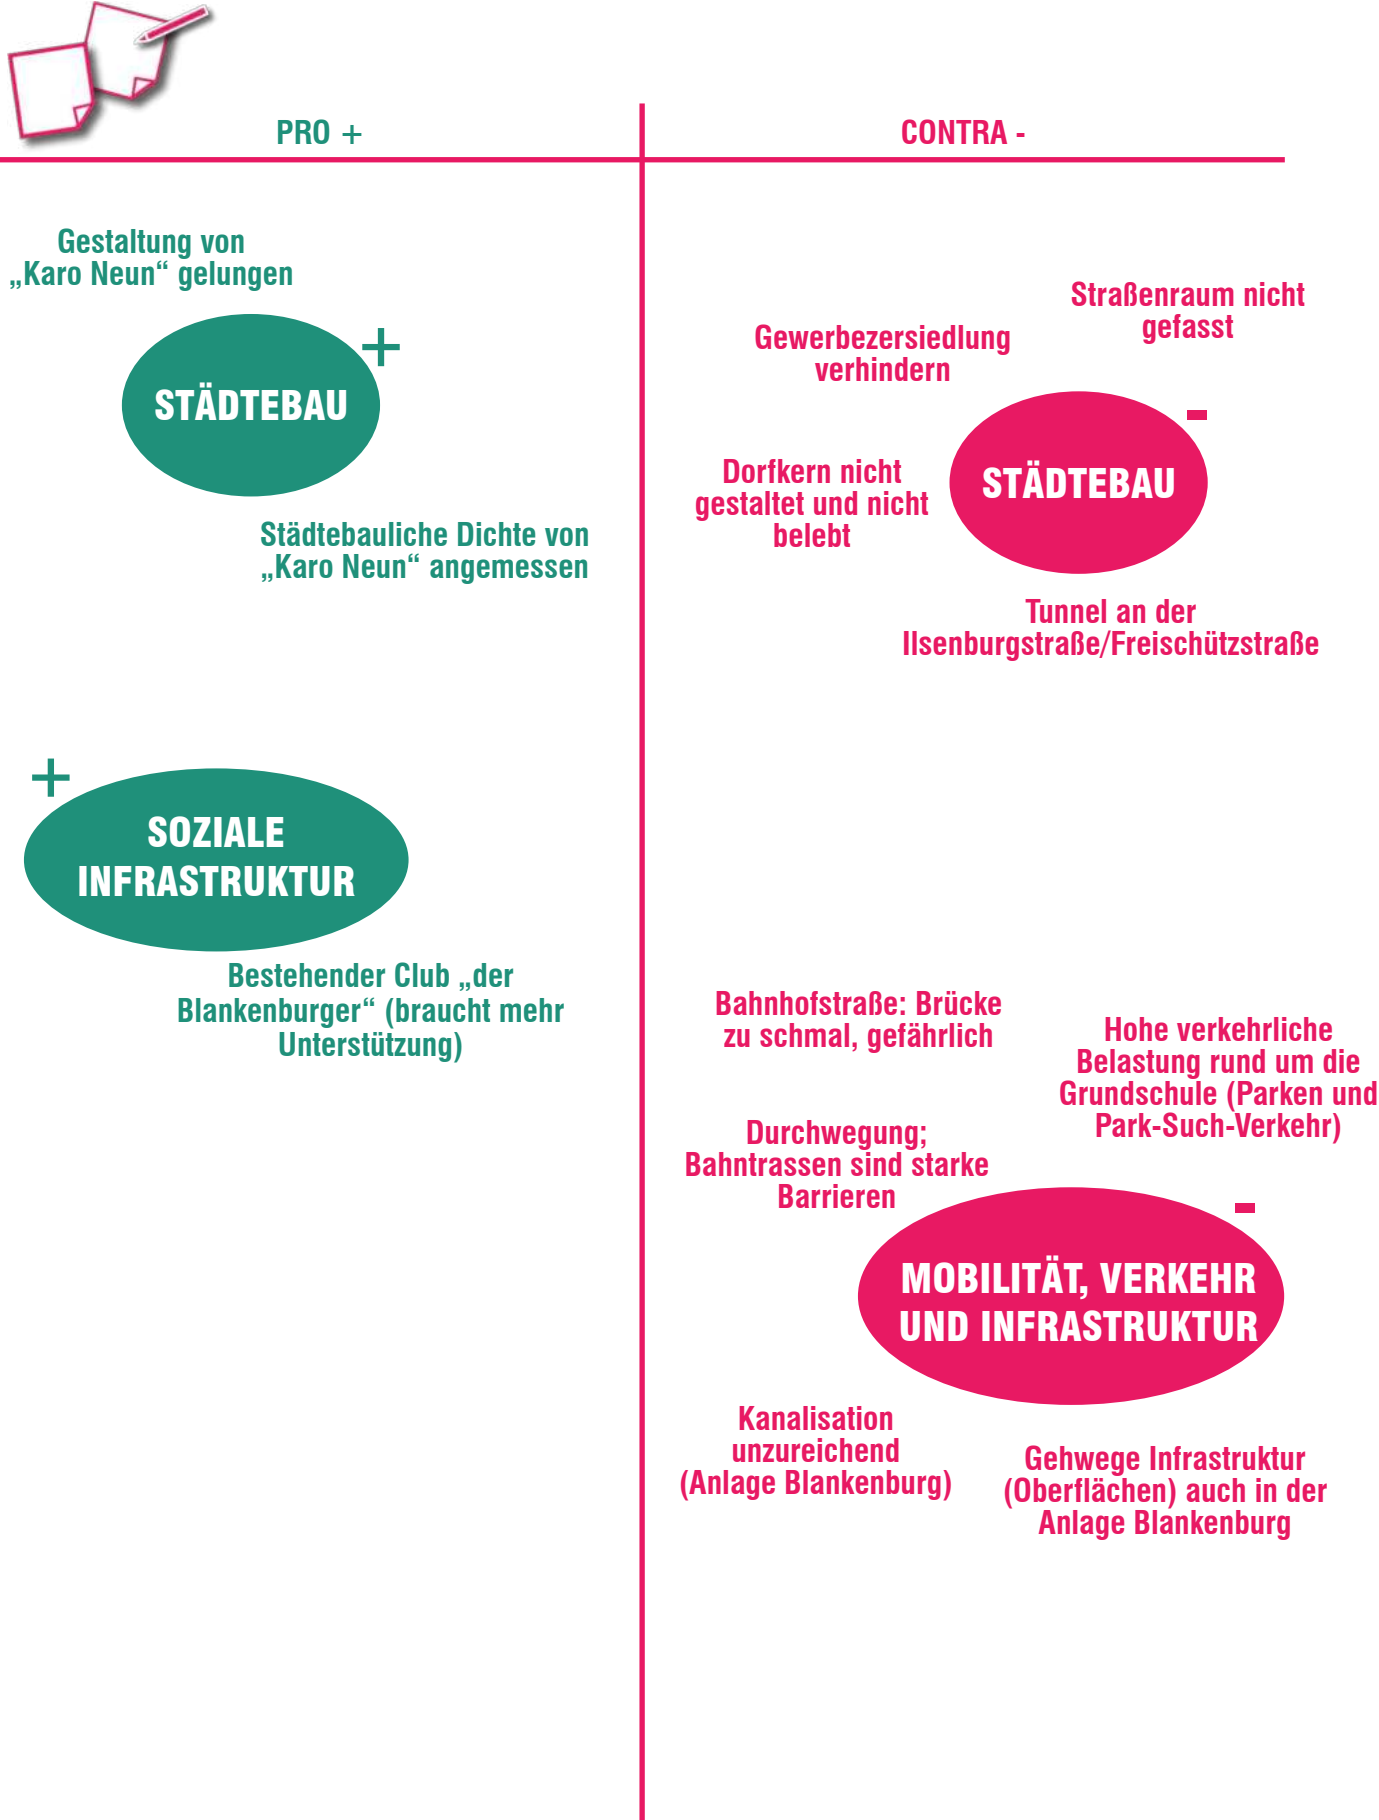 PRO +
CONTRA -
Gestaltung von
„Karo Neun“ gelungen
+
STÄDTEBAU
Städtebauliche Dichte von
„Karo Neun“ angemessen
+
SOZIALE
INFRASTRUKTUR
Bestehender Club „der
Blankenburger“ (braucht mehr
Unterstützung)
Straßenraum nicht
gefasst
Gewerbezersiedlung
verhindern
-
STÄDTEBAU
Dorfkern nicht
gestaltet und nicht
belebt
Tunnel an der
Ilsenburgstraße/Freischützstraße
Bahnhofstraße: Brücke
zu schmal, gefährlich
Hohe verkehrliche
Belastung rund um die
Grundschule (Parken und
Park-Such-Verkehr)
Durchwegung;
Bahntrassen sind starke
Barrieren
-
MOBILITÄT, VERKEHR
UND INFRASTRUKTUR
Kanalisation
unzureichend
(Anlage Blankenburg)
Gehwege Infrastruktur
(Oberflächen) auch in der
Anlage Blankenburg